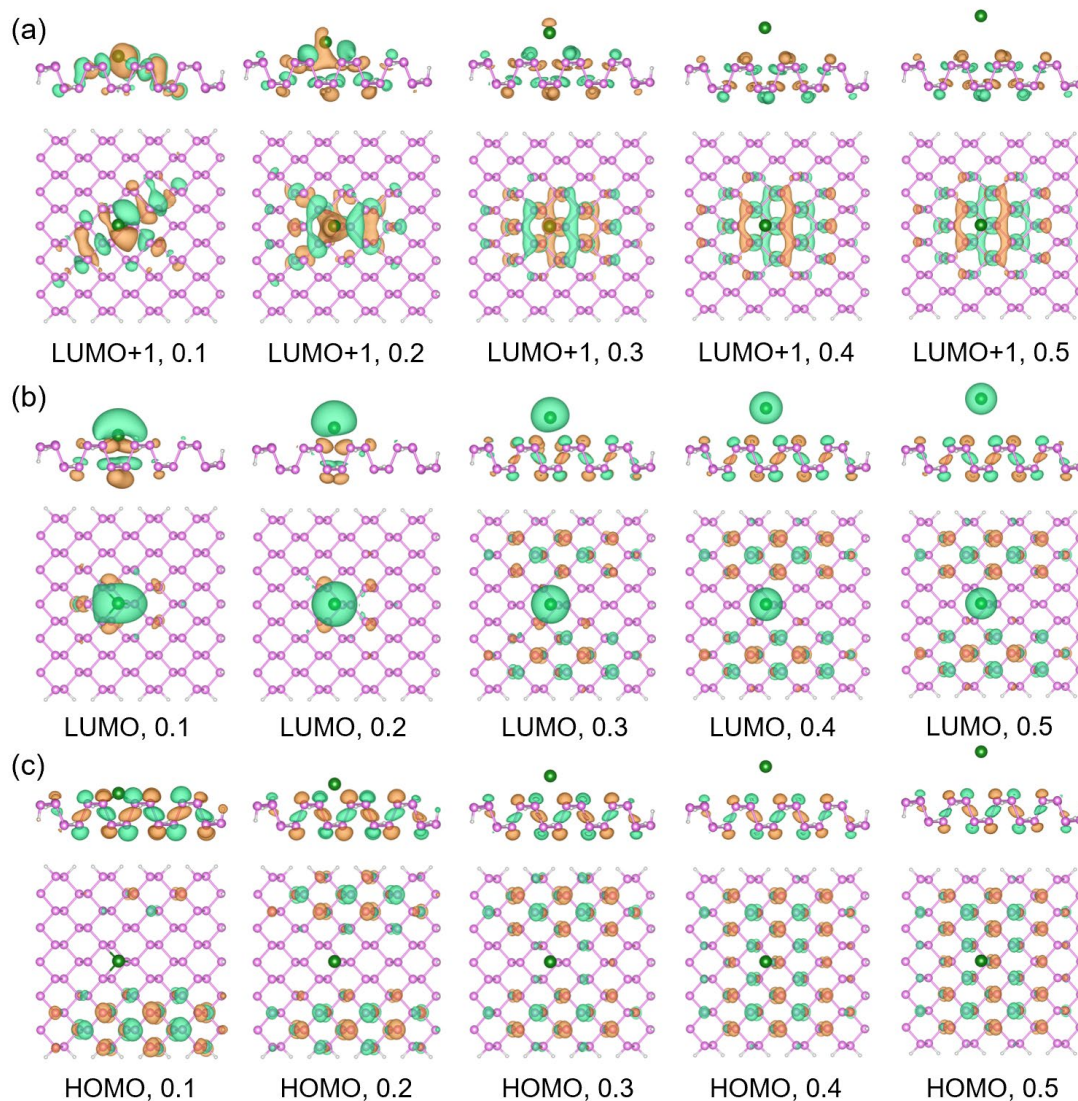 (a)
LUMO+1, 0.1 LUMO+1, 0.2 LUMO+1, 0.3 LUMO+1, 0.4 LUMO+1, 0.5
(b)
LUMO, 0.1 LUMO, 0.2 LUMO, 0.3 LUMO, 0.4 LUMO, 0.5
(c)
HOMO, 0.1 HOMO, 0.2 HOMO, 0.3 HOMO, 0.4 HOMO, 0.5